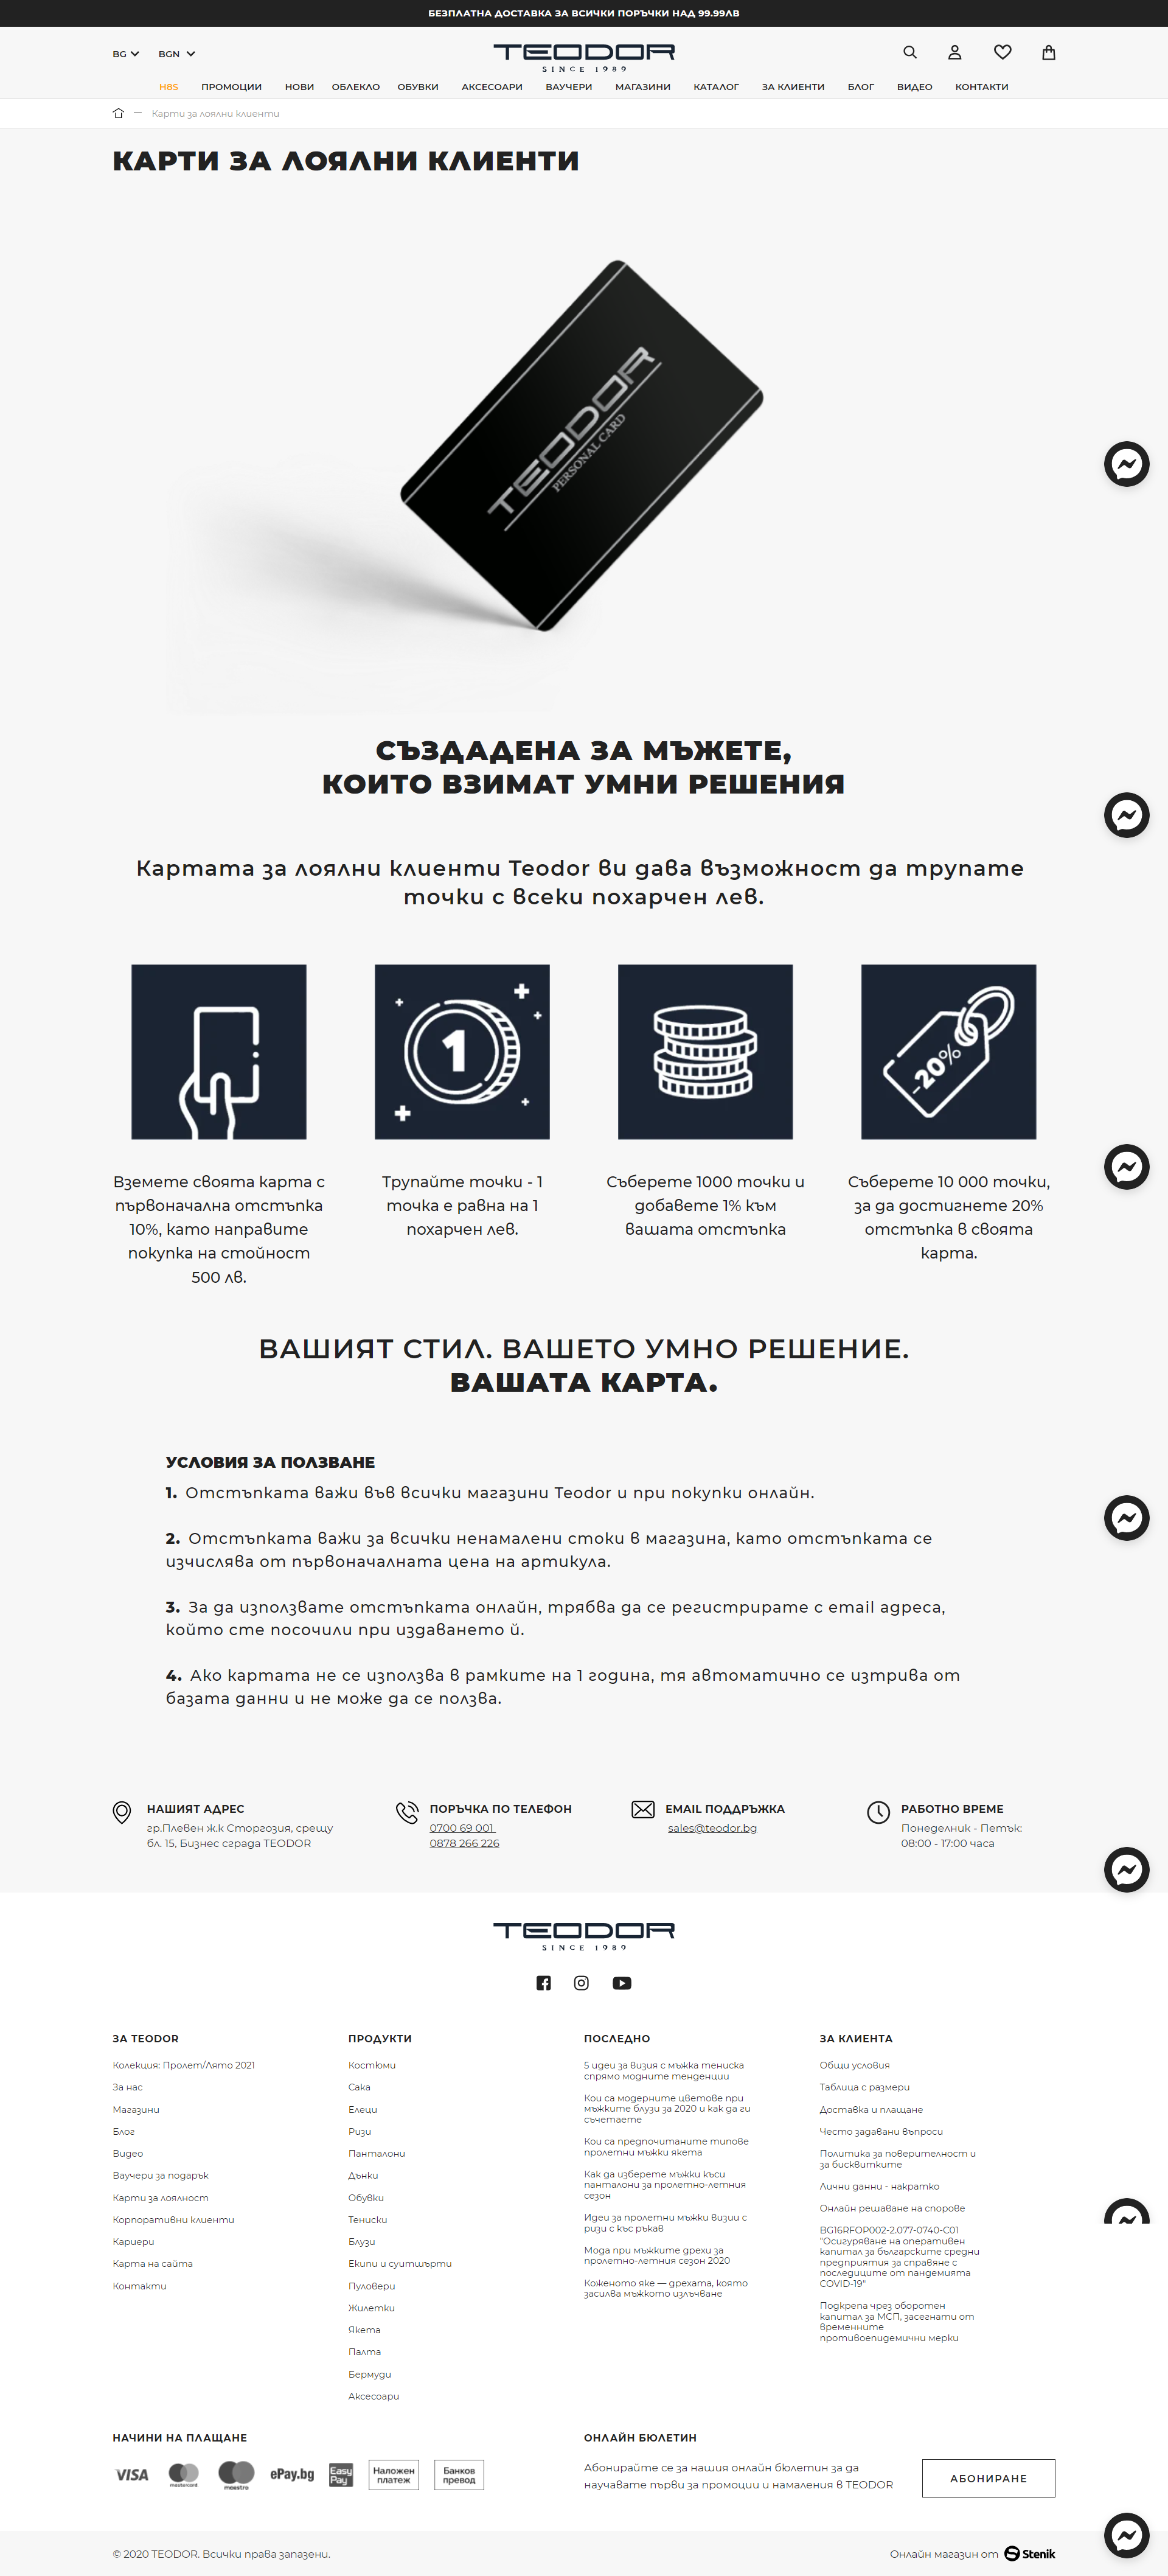 БЕЗПЛАТНА ДОСТАВКА ЗА ВСИЧКИ ПОРЪЧКИ НАД 99.99ЛВ
BG BGN
TEODOR
SINCE 1989
H8S ПРОМОЦИИ НОВИ ОБЛЕКЛО ОБУВКИ АКСЕСОАРИ ВАУЧЕРИ МАГАЗИНИ КАТАЛОГ ЗА КЛИЕНТИ БЛОГ ВИДЕО КОНТАКТИ
— Карти за лоялни клиенти
КАРТИ ЗА ЛОЯЛНИ КЛИЕНТИ
TEODOR
PERSONAL CARD
СЪЗДАДЕНА ЗА МЪЖЕТЕ,
КОИТО ВЗИМАТ УМНИ РЕШЕНИЯ
Картата за лоялни клиенти Teodor ви дава възможност да трупате
точки с всеки похарчен лев.
1
-20%
Вземете своята карта с
първоначална отстъпка
10%, като направите
покупка на стойност
500 лв.
Трупайте точки - 1
точка е равна на 1
похарчен лев.
Съберете 1000 точки и
добавете 1% към
вашата отстъпка
Съберете 10 000 точки,
за да достигнете 20%
отстъпка в своята
карта.
ВАШИЯТ СТИЛ. ВАШЕТО УМНО РЕШЕНИЕ.
ВАШАТА КАРТА.
УСЛОВИЯ ЗА ПОЛЗВАНЕ
1. Отстъпката важи във всички магазини Teodor и при покупки онлайн.
2. Отстъпката важи за всички ненамалени стоки в магазина, като отстъпката се
изчислява от първоначалната цена на артикула.
3. За да използвате отстъпката онлайн, трябва да се регистрирате с email адреса,
който сте посочили при издаването ѝ.
4. Ако картата не се използва в рамките на 1 година, тя автоматично се изтрива от
базата данни и не може да се ползва.
НАШИЯТ АДРЕС
гр.Плевен ж.к Сторгозия, срещу
бл. 15, Бизнес сграда TEODOR
ПОРЪЧКА ПО ТЕЛЕФОН
0700 69 001
0878 266 226
EMAIL ПОДДРЪЖКА
sales@teodor.bg
РАБОТНО ВРЕМЕ
Понеделник - Петък:
08:00 - 17:00 часа
TEODOR
SINCE 1989
ЗА TEODOR
Колекция: Пролет/Лято 2021
За нас
Магазини
Блог
Видео
Ваучери за подарък
Карти за лоялност
Корпоративни клиенти
Кариери
Карта на сайта
Контакти
ПРОДУКТИ
Костюми
Сака
Елеци
Ризи
Панталони
Дънки
Обувки
Тениски
Блузи
Екипи и суитшърти
Пуловери
Жилетки
Якета
Палта
Бермуди
Аксесоари
ПОСЛЕДНО
5 идеи за визия с мъжка тениска
спрямо модните тенденции
Кои са модерните цветове при
мъжките блузи за 2020 и как да ги
съчетаете
Кои са предпочитаните типове
пролетни мъжки якета
Как да изберете мъжки къси
панталони за пролетно-летния
сезон
Идеи за пролетни мъжки визии с
ризи с къс ръкав
Мода при мъжките дрехи за
пролетно-летния сезон 2020
Коженото яке — дрехата, която
засилва мъжкото излъчване
ЗА КЛИЕНТА
Общи условия
Таблица с размери
Доставка и плащане
Често задавани въпроси
Политика за поверителност и
за бисквитките
Лични данни - накратко
Онлайн решаване на спорове
BG16RFOP002-2.077-0740-C01
"Осигуряване на оперативен
капитал за българските средни
предприятия за справяне с
последиците от пандемията
COVID-19"
Подкрепа чрез оборотен
капитал за МСП, засегнати от
временните
противоепидемични мерки
НАЧИНИ НА ПЛАЩАНЕ
VISA
mastercard
maestro
ePay.bg
Easy
Pay
Наложен
платеж
Банков
превод
ОНЛАЙН БЮЛЕТИН
Абонирайте се за нашия онлайн бюлетин за да
научавате първи за промоции и намаления в TEODOR
АБОНИРАНЕ
© 2020 TEODOR. Всички права запазени.
Онлайн магазин от Stenik